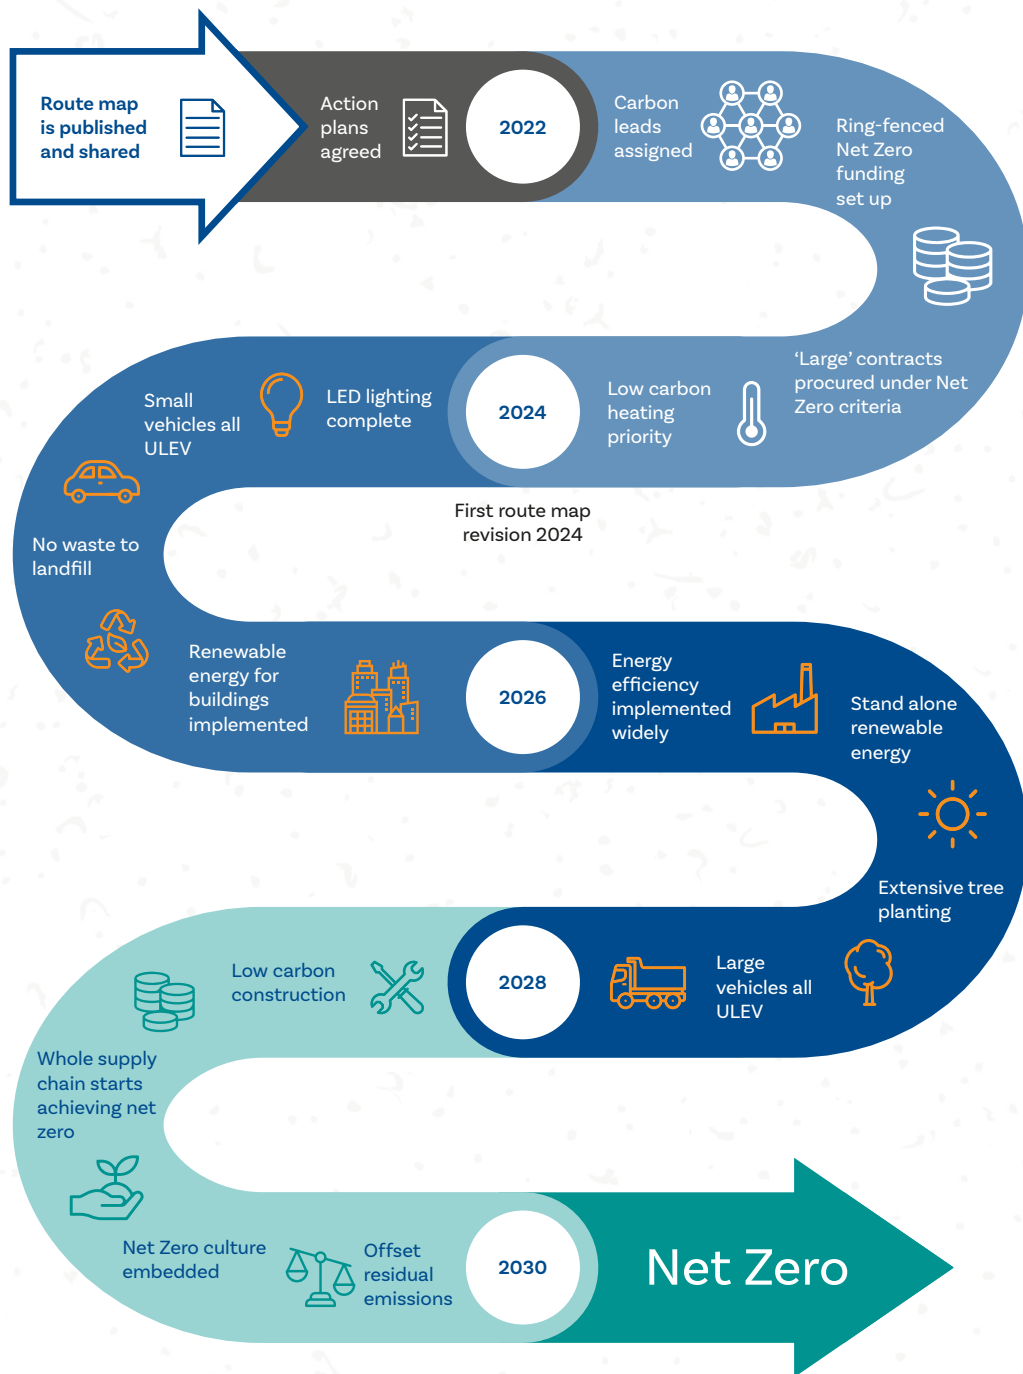 Route map
is published
and shared
Action
plans
agreed
2022
Carbon
leads
assigned
Ring-fenced
Net Zero
funding
set up
‘Large’ contracts
procured under Net
Zero criteria
Low carbon
heating
priority
2024
First route map
revision 2024
LED lighting
complete
Small
vehicles all
ULEV
No waste to
landfill
Renewable
energy for
buildings
implemented
2026
Energy
efficiency
implemented
widely
Stand alone
renewable
energy
Extensive tree
planting
Large
vehicles all
ULEV
2028
Low carbon
construction
Whole supply
chain starts
achieving net
zero
Net Zero culture
embedded
Offset
residual
emissions
2030
Net Zero